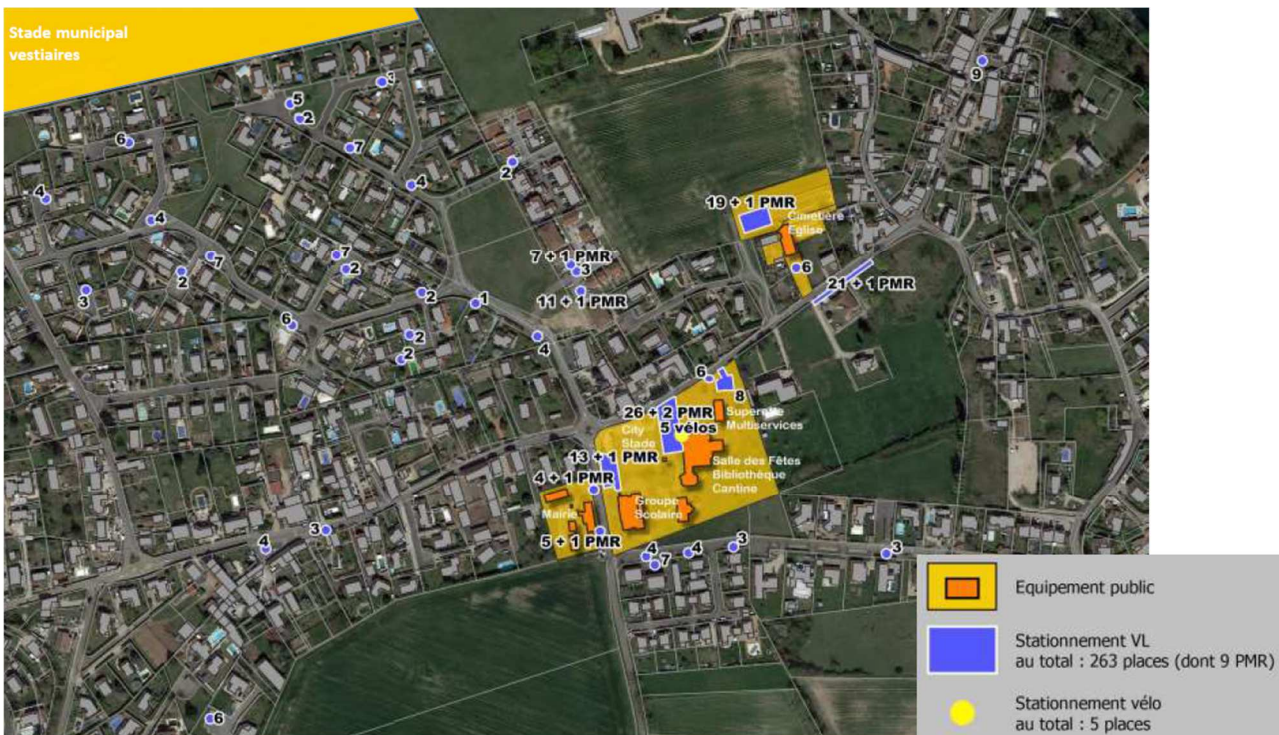 Stade municipal
vestiaires
9
3
5
2
7
6
2
4
4
4
19 + 1 PMR
Cimetière
Eglise
7
7
7 + 1 PMR
3
6
2
2
21 + 1 PMR
3
2
1
11 + 1 PMR
6
2
4
2
6
8
26 + 2 PMR
5 vélos
Superette
Multiservices
City
Stade
13 + 1 PMR
Salle des Fêtes
Bibliothèque
Cantine
4 + 1 PMR
Mairie
Groupe
Scolaire
3
4
5 + 1 PMR
4
7
4
3
3
6
Equipement public
Stationnement VL
au total : 263 places (dont 9 PMR)
Stationnement vélo
au total : 5 places